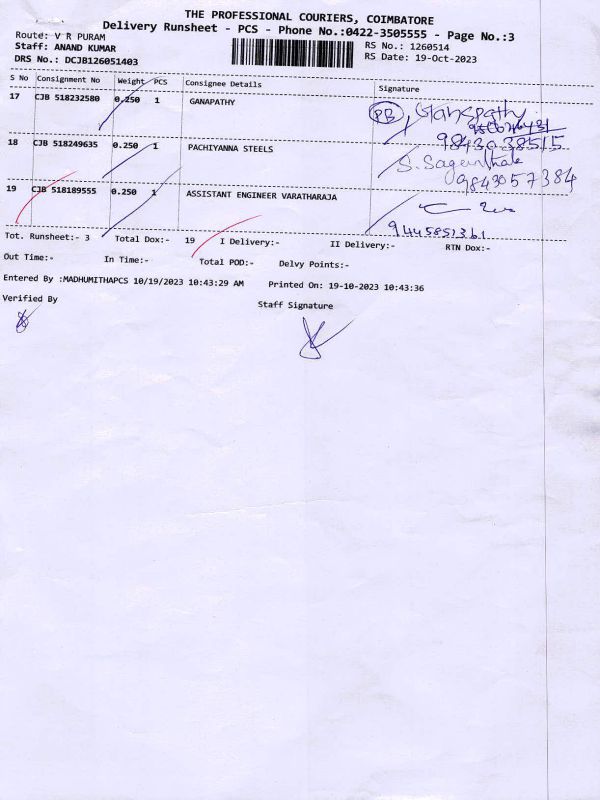 THE PROFESSIONAL COURIERS, COIMBATORE
Delivery Runsheet - PCS - Phone No.:0422-3505555 - Page No.:3
Route: V R PURAM
RS No.: 1260514
Staff: ANAND KUMAR
RS Date: 19-Oct-2023
DRS No.: DCJB126051403
S No Consignment No Weight PCS Consignee Details Signature
17 CJB 518232580 0.250 1 GANAPATHY PB Ganapathy
9843038515
18 CJB 518249635 0.250 1 PACHIYANNA STEELS
9843057384
19 CJB 518189555 0.250 1 ASSISTANT ENGINEER VARATHARAJA
9445851361
Tot. Runsheet:- 3 Total Dox:- 19 I Delivery:- II Delivery:- RTN Dox:-
Out Time:- In Time:- Total POD:- Delvy Points:-
Entered By :MADHUMITHAPCS 10/19/2023 10:43:29 AM Printed On: 19-10-2023 10:43:36
Verified By Staff Signature